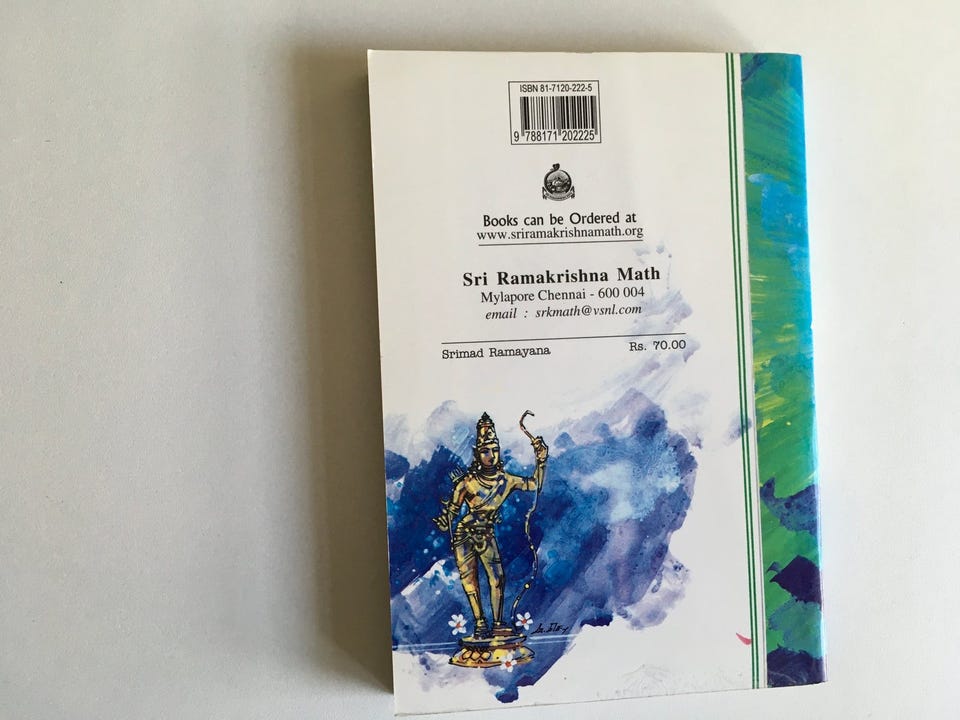 ISBN 81-7120-222-5
9 788171 202225
Books can be Ordered at
www.sriramakrishnamath.org
Sri Ramakrishna Math
Mylapore Chennai - 600 004
email : srkmath@vsnl.com
Srimad Ramayana Rs. 70.00